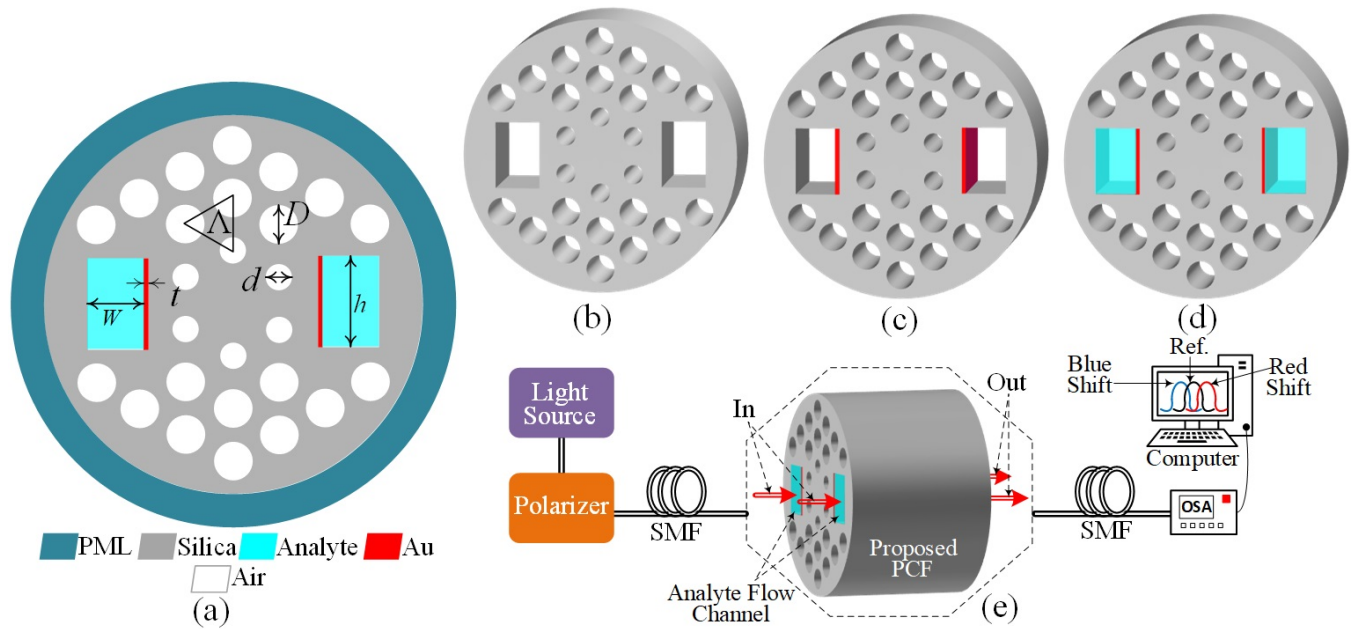 Λ
D
d
t
W
h
PML Silica Analyte Au
Air
(a)
(b)
(c)
(d)
Light
Source
Polarizer
SMF
In
Out
Analyte Flow
Channel
Proposed
PCF
(e)
SMF
OSA
Blue
Shift
Ref.
Red
Shift
Computer